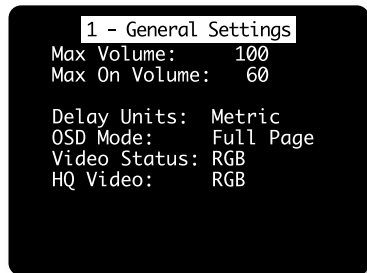 1 - General Settings
Max Volume: 100
Max On Volume: 60
Delay Units: Metric
OSD Mode: Full Page
Video Status: RGB
HQ Video: RGB